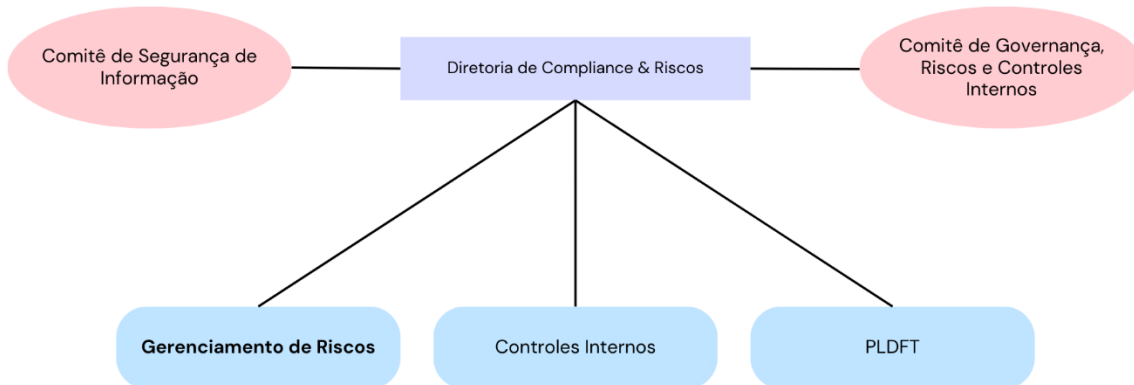 Comitê de Segurança de
Informação
Diretoria de Compliance & Riscos
Comitê de Governança,
Riscos e Controles
Internos
Gerenciamento de Riscos
Controles Internos
PLDFT